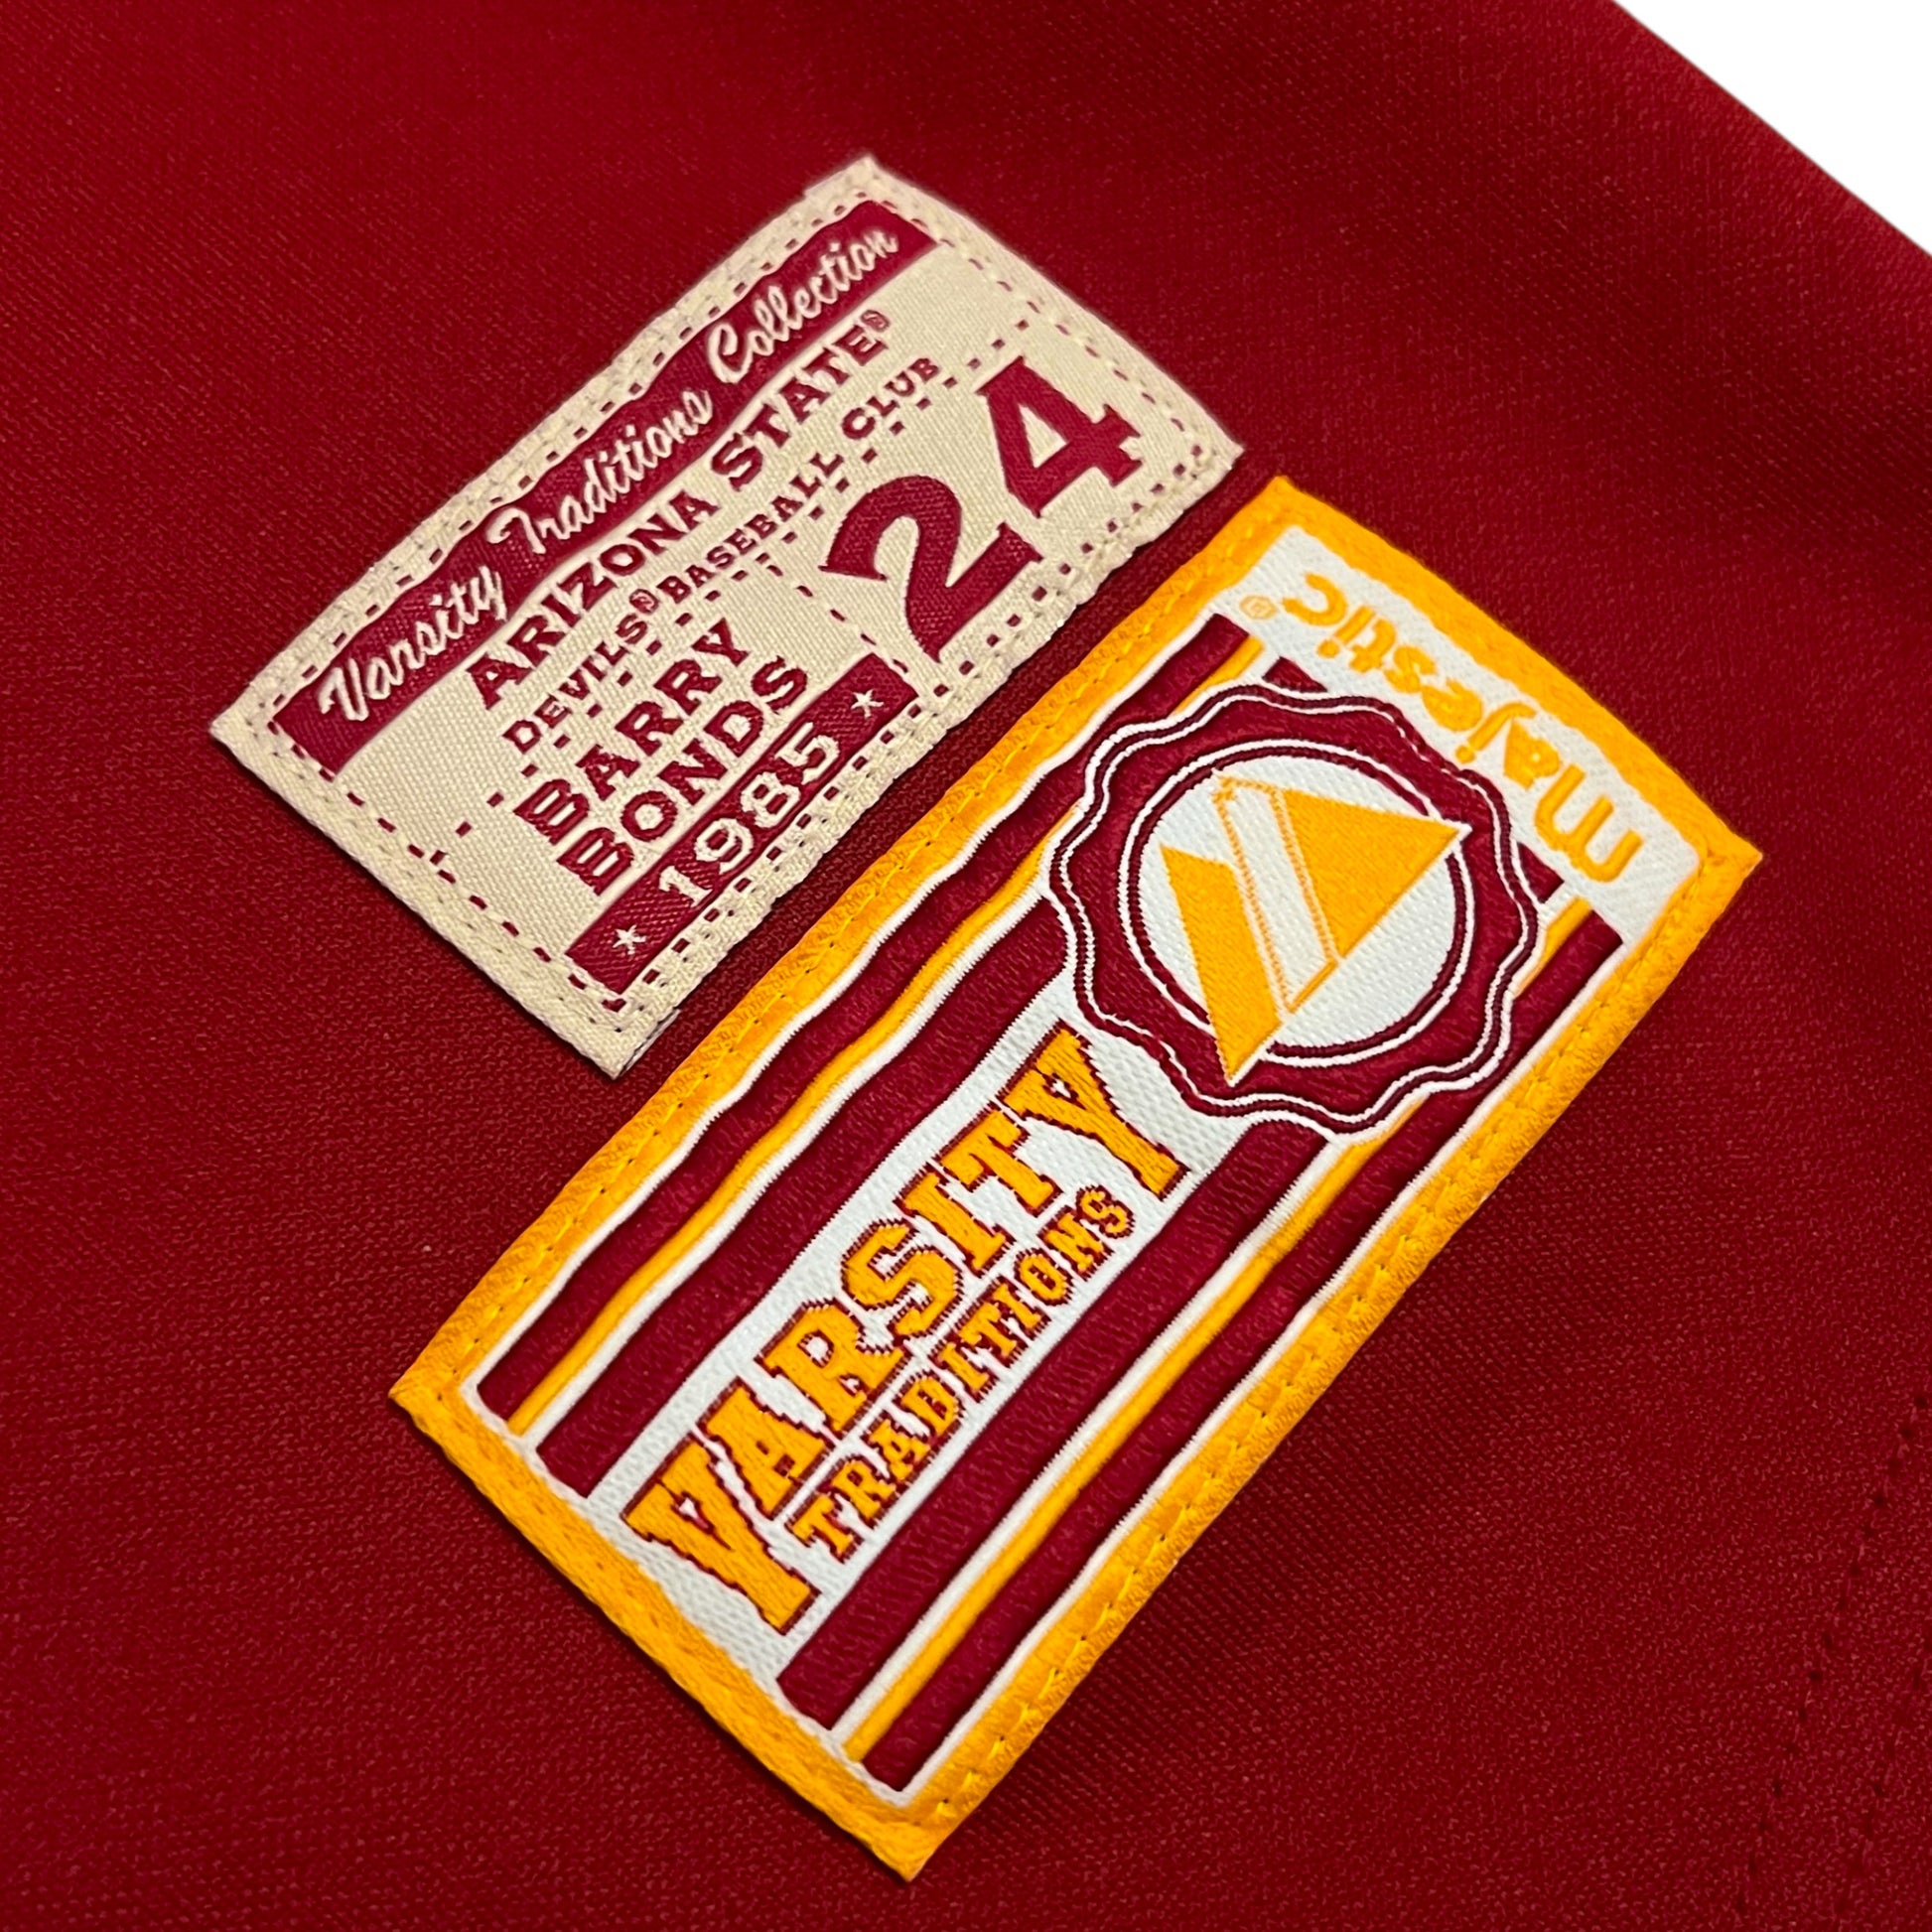 Varsity Traditions Collection
ARIZONA STATE®
DEVILS® BASEBALL CLUB
BARRY
BONDS
24
★ 1985 ★
majestic®
VARSITY
TRADITIONS